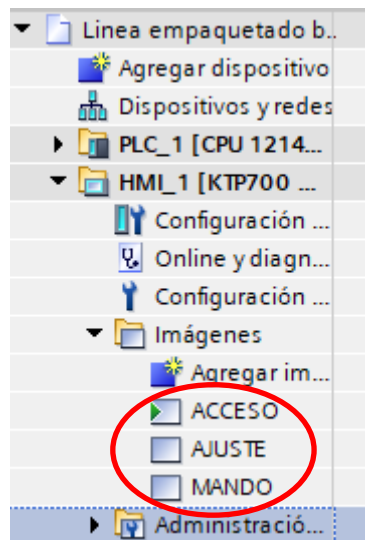 Linea empaquetado b..
Agregar dispositivo
Dispositivos y redes
PLC_1 [CPU 1214...
HMI_1 [KTP700 ...
Configuración ...
Online y diagn...
Configuración ...
Imágenes
Agregar im...
ACCESO
AJUSTE
MANDO
Administració...